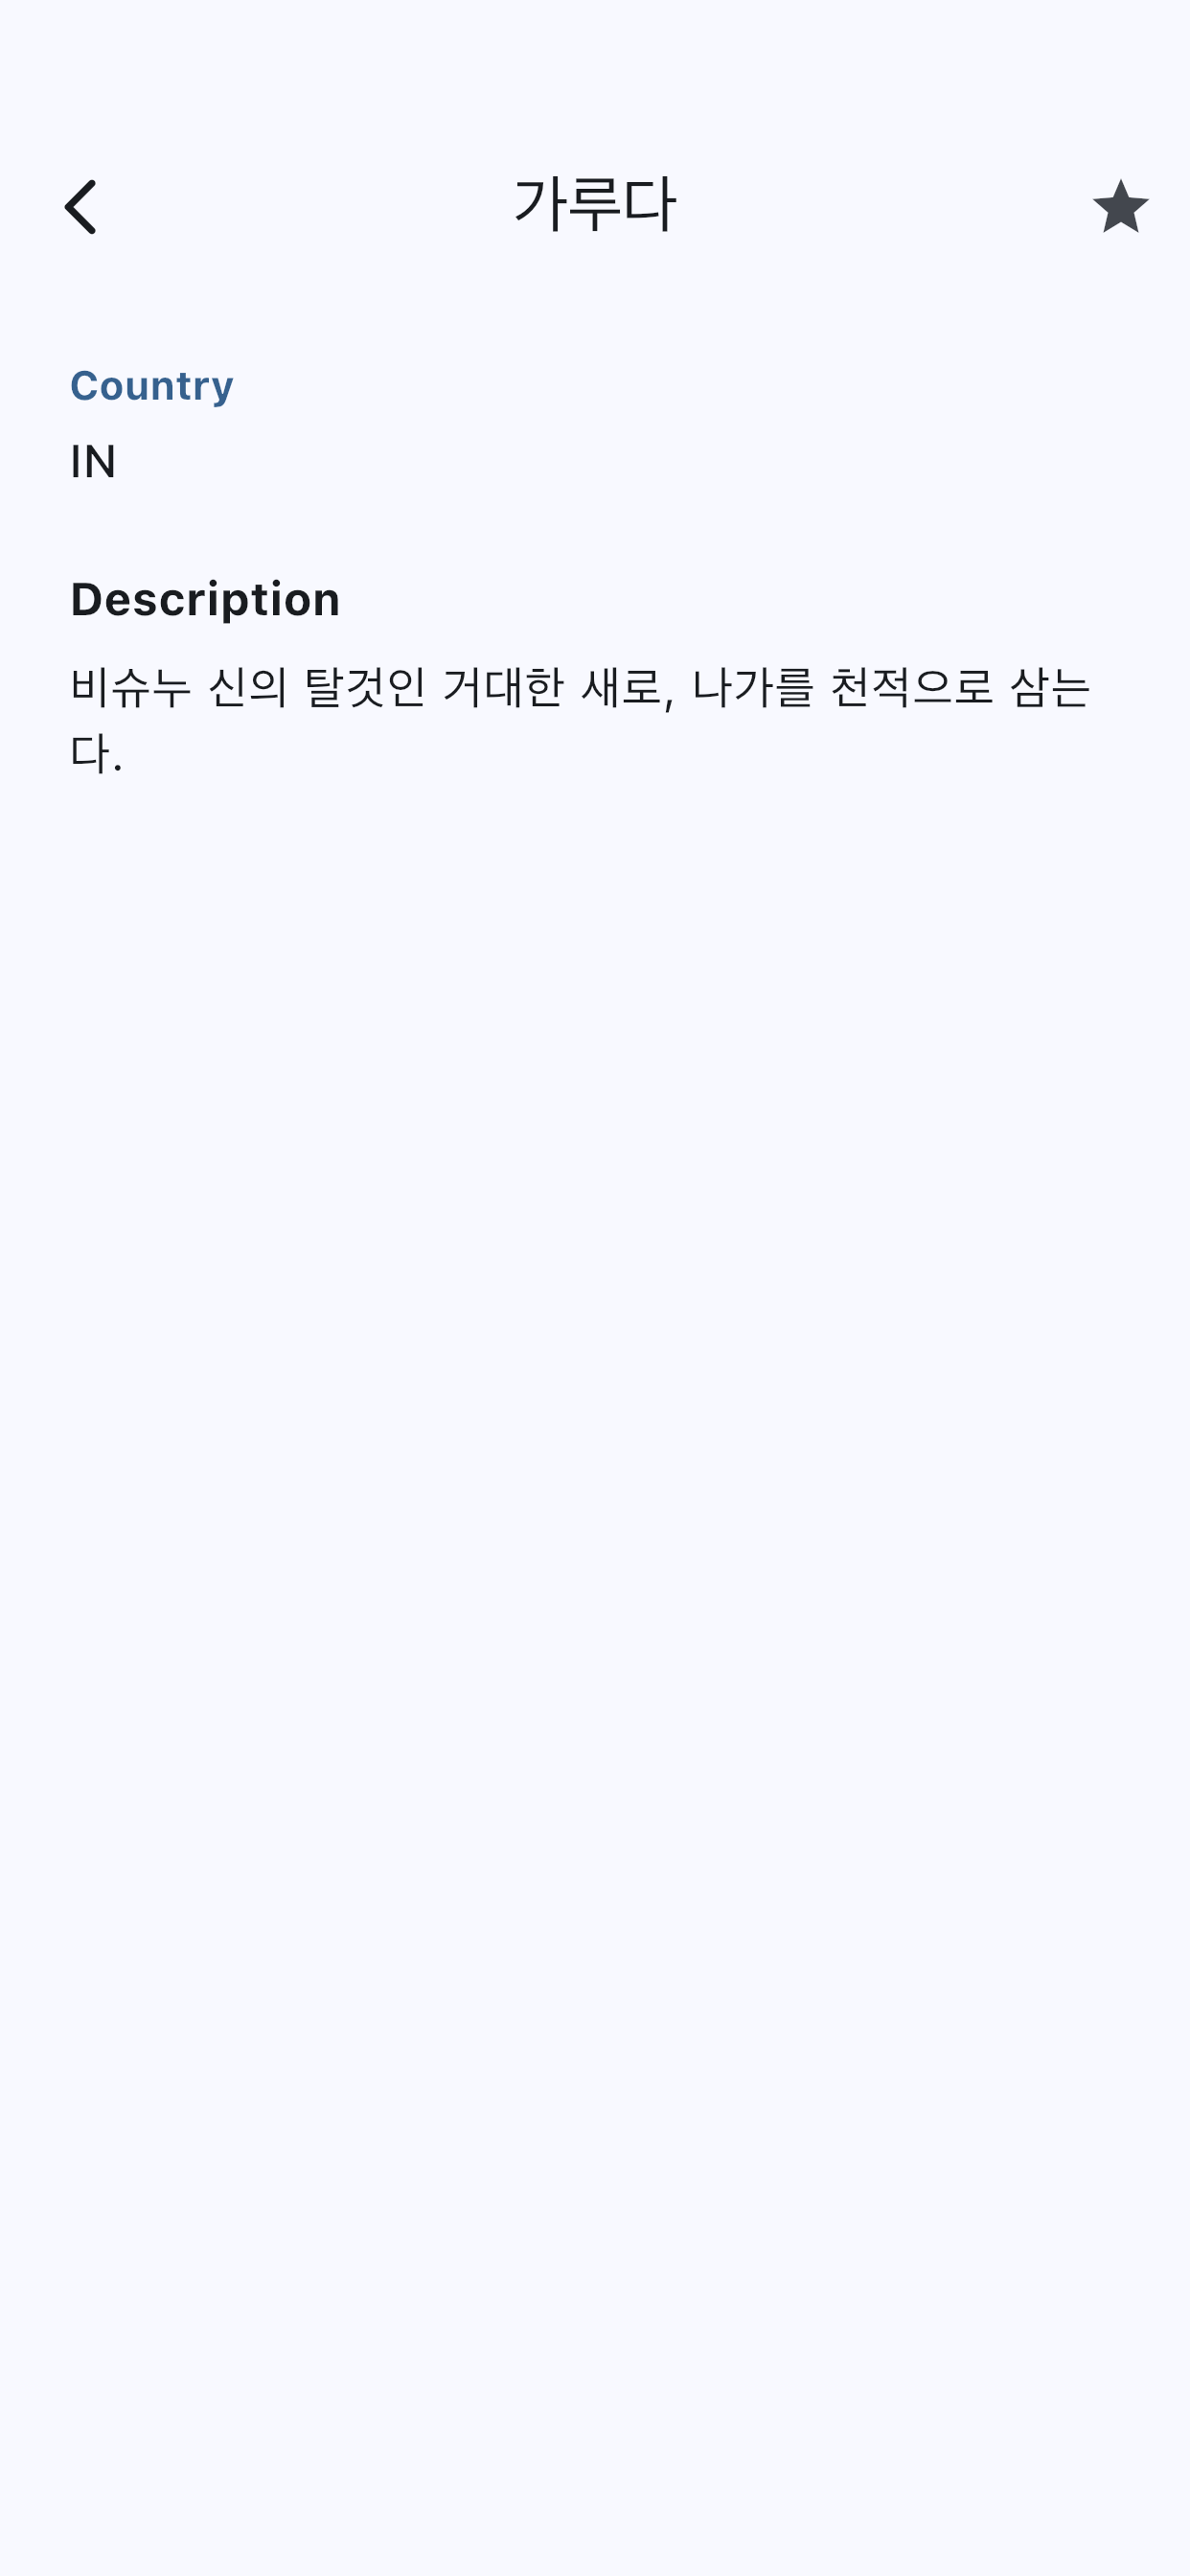 가루다
Country
IN
Description
비슈누 신의 탈것인 거대한 새로, 나가를 천적으로 삼는
다.